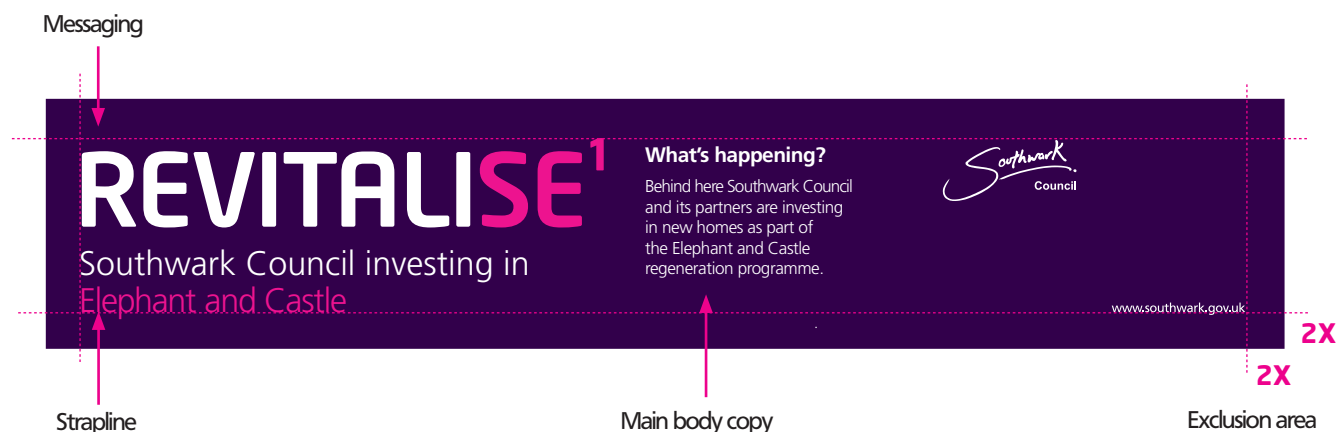 Messaging
REVITALISE¹
Southwark Council investing in
Elephant and Castle
What's happening?
Behind here Southwark Council
and its partners are investing
in new homes as part of
the Elephant and Castle
regeneration programme.
Southwark
Council
www.southwark.gov.uk
2X
2X
Strapline
Main body copy
Exclusion area